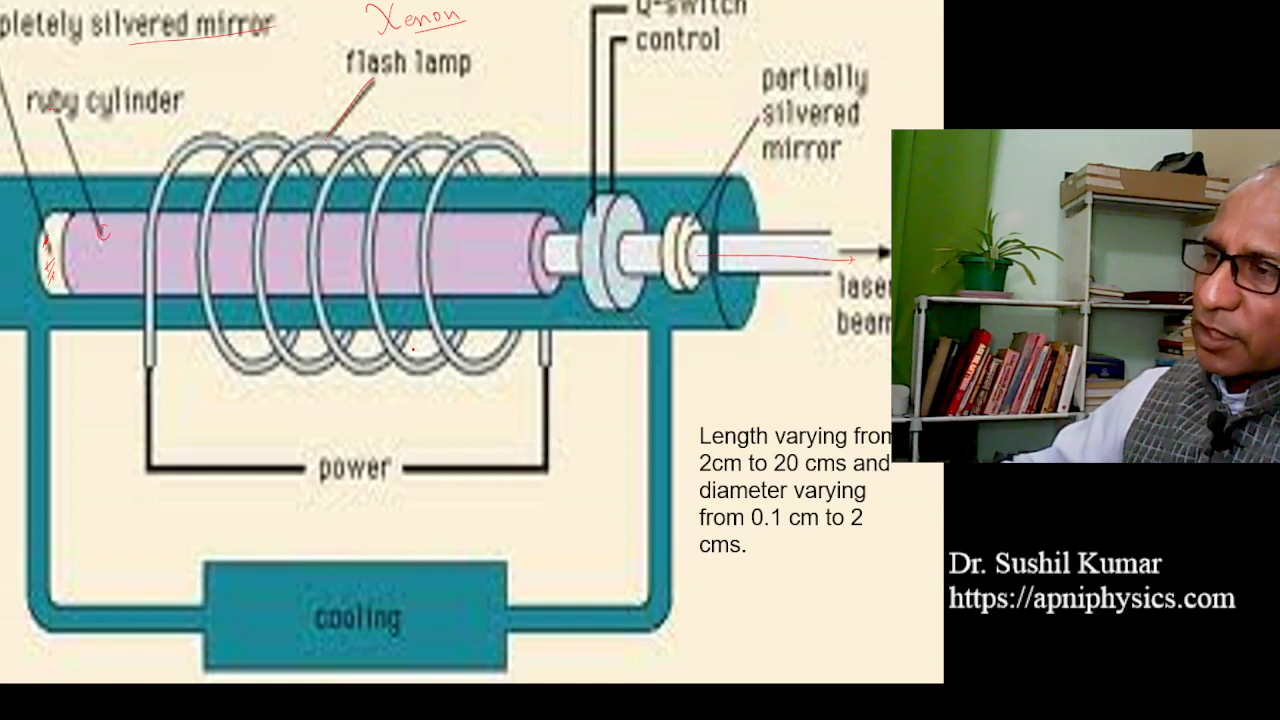 pletely silvered mirror
Xenon
flash lamp
ruby cylinder
Q-switch
control
partially
silvered
mirror
laser
beam
power
cooling
Length varying from
2cm to 20 cms and
diameter varying
from 0.1 cm to 2
cms.
Dr. Sushil Kumar
https://apniphysics.com